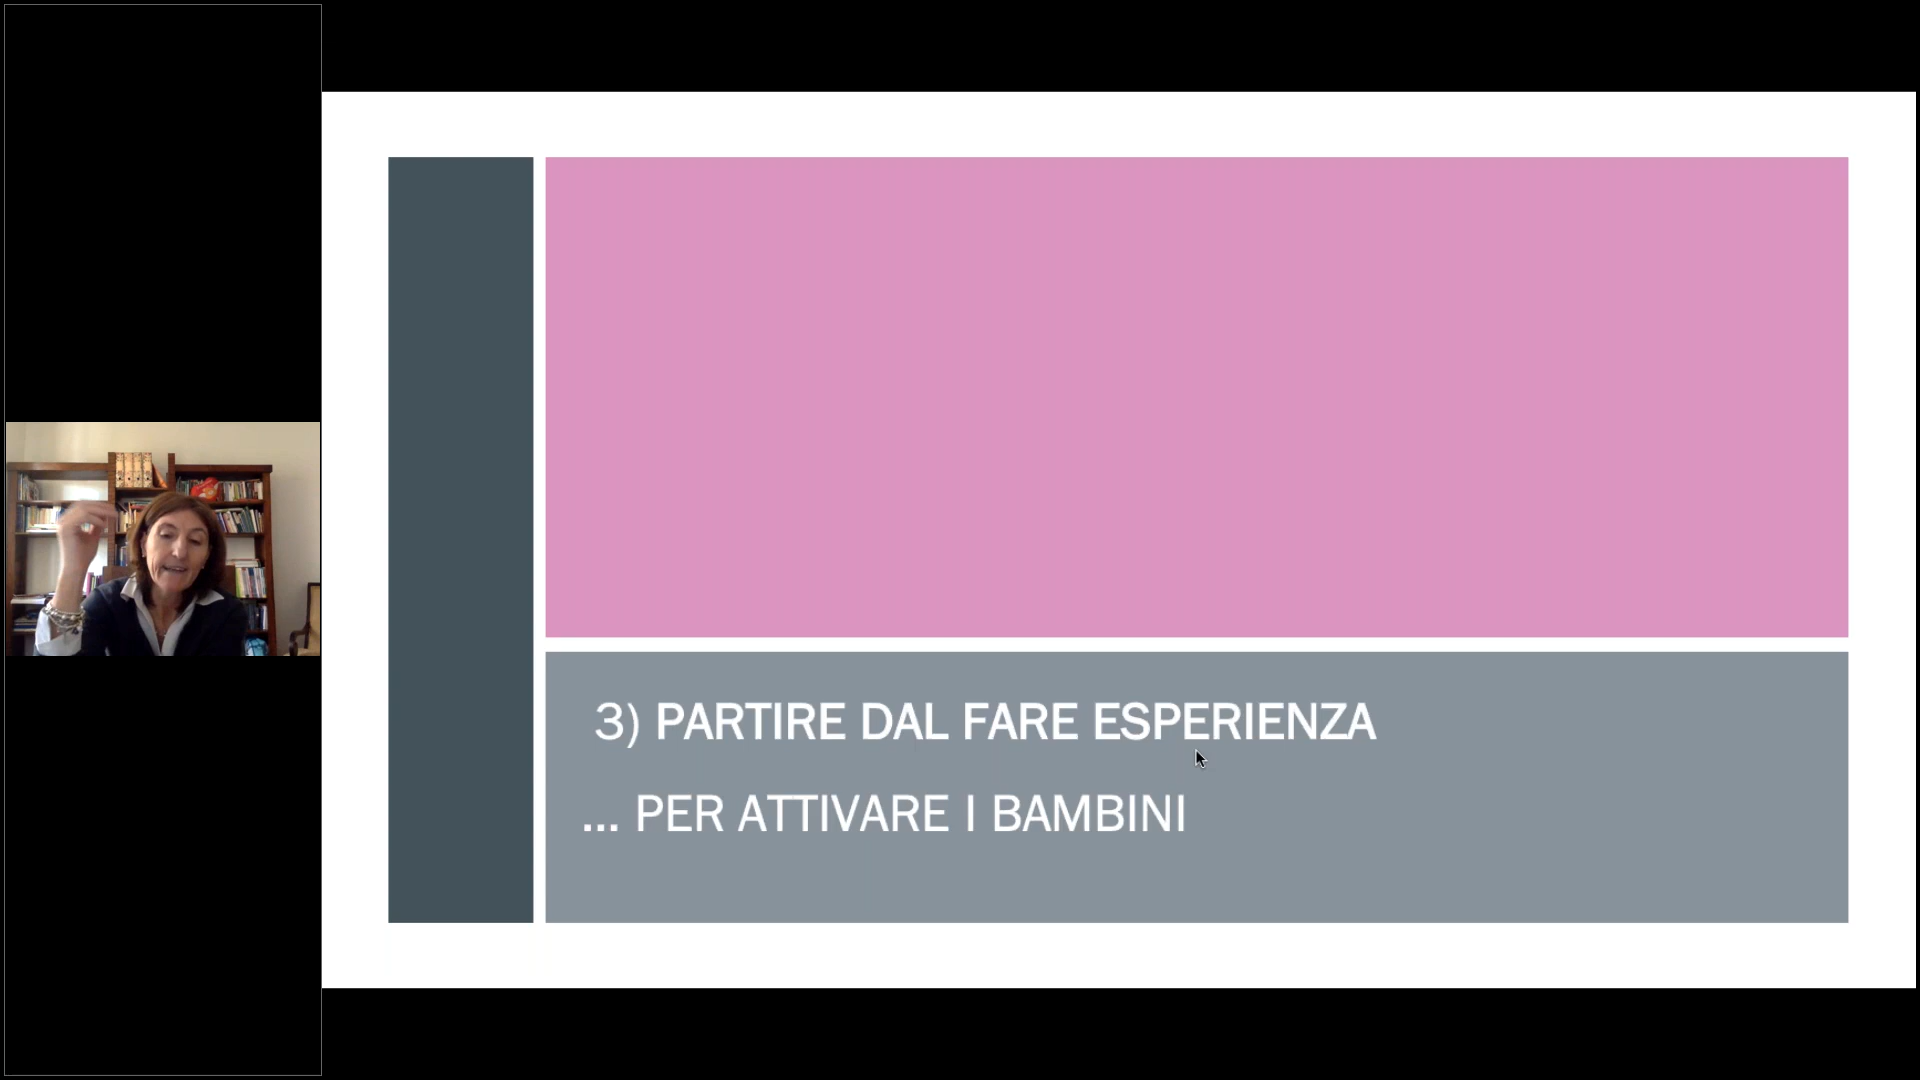 3) PARTIRE DAL FARE ESPERIENZA
... PER ATTIVARE I BAMBINI